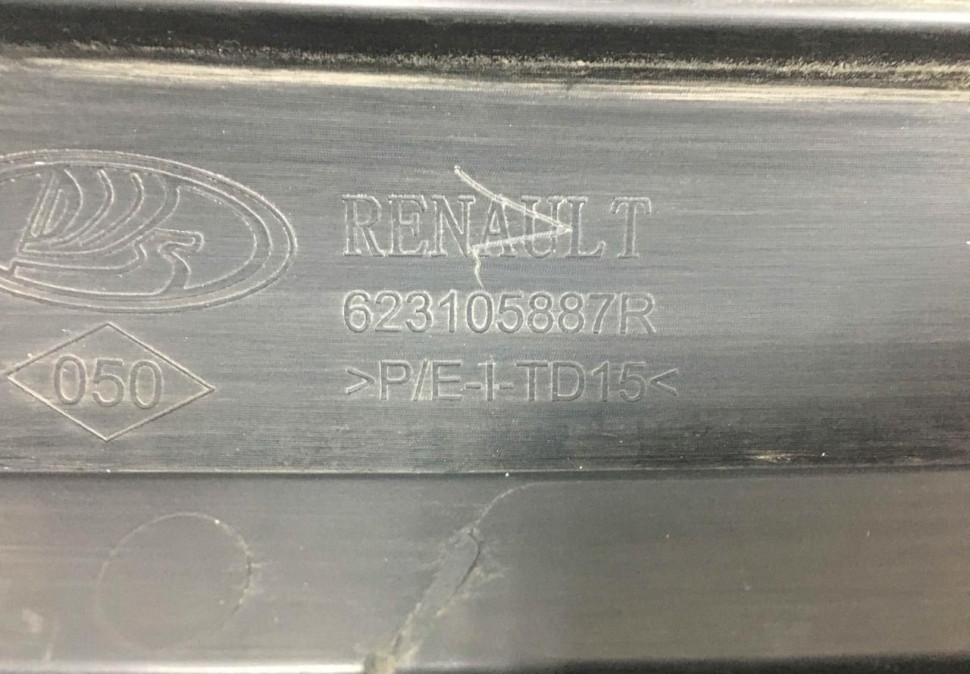 RENAULT
623105887R
050
>P/E-I-TD15<